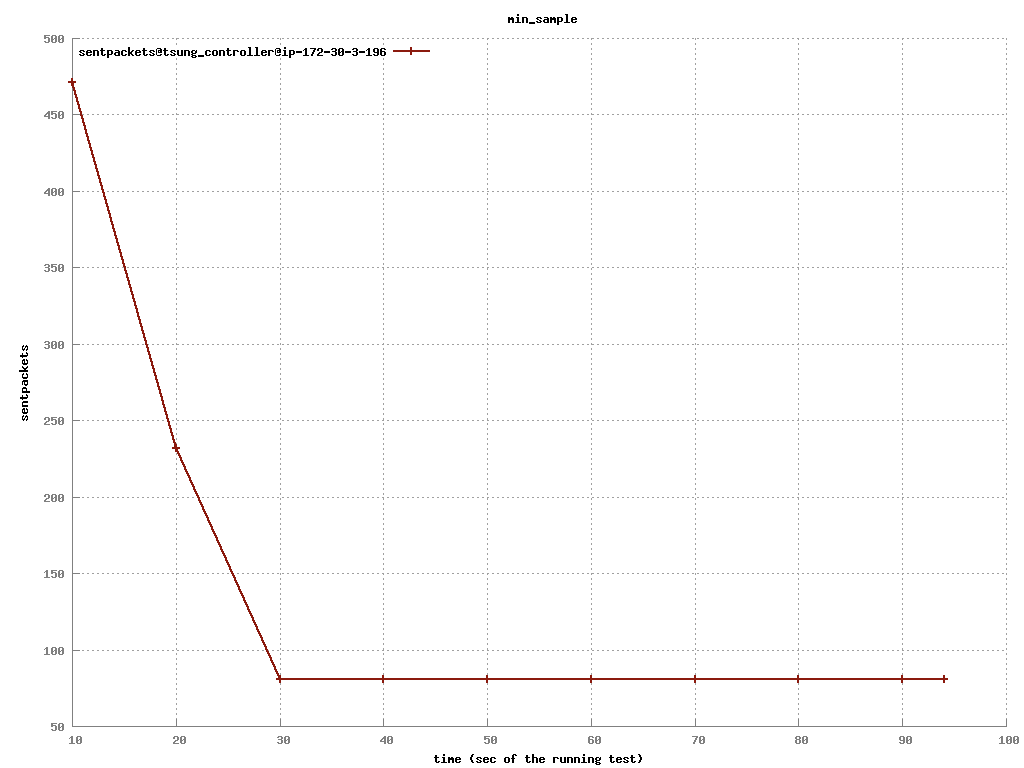 min_sample
sentpackets@tsung_controller@ip-172-30-3-196
500
450
400
350
300
250
200
150
100
50
sentpackets
10 20 30 40 50 60 70 80 90 100
time (sec of the running test)